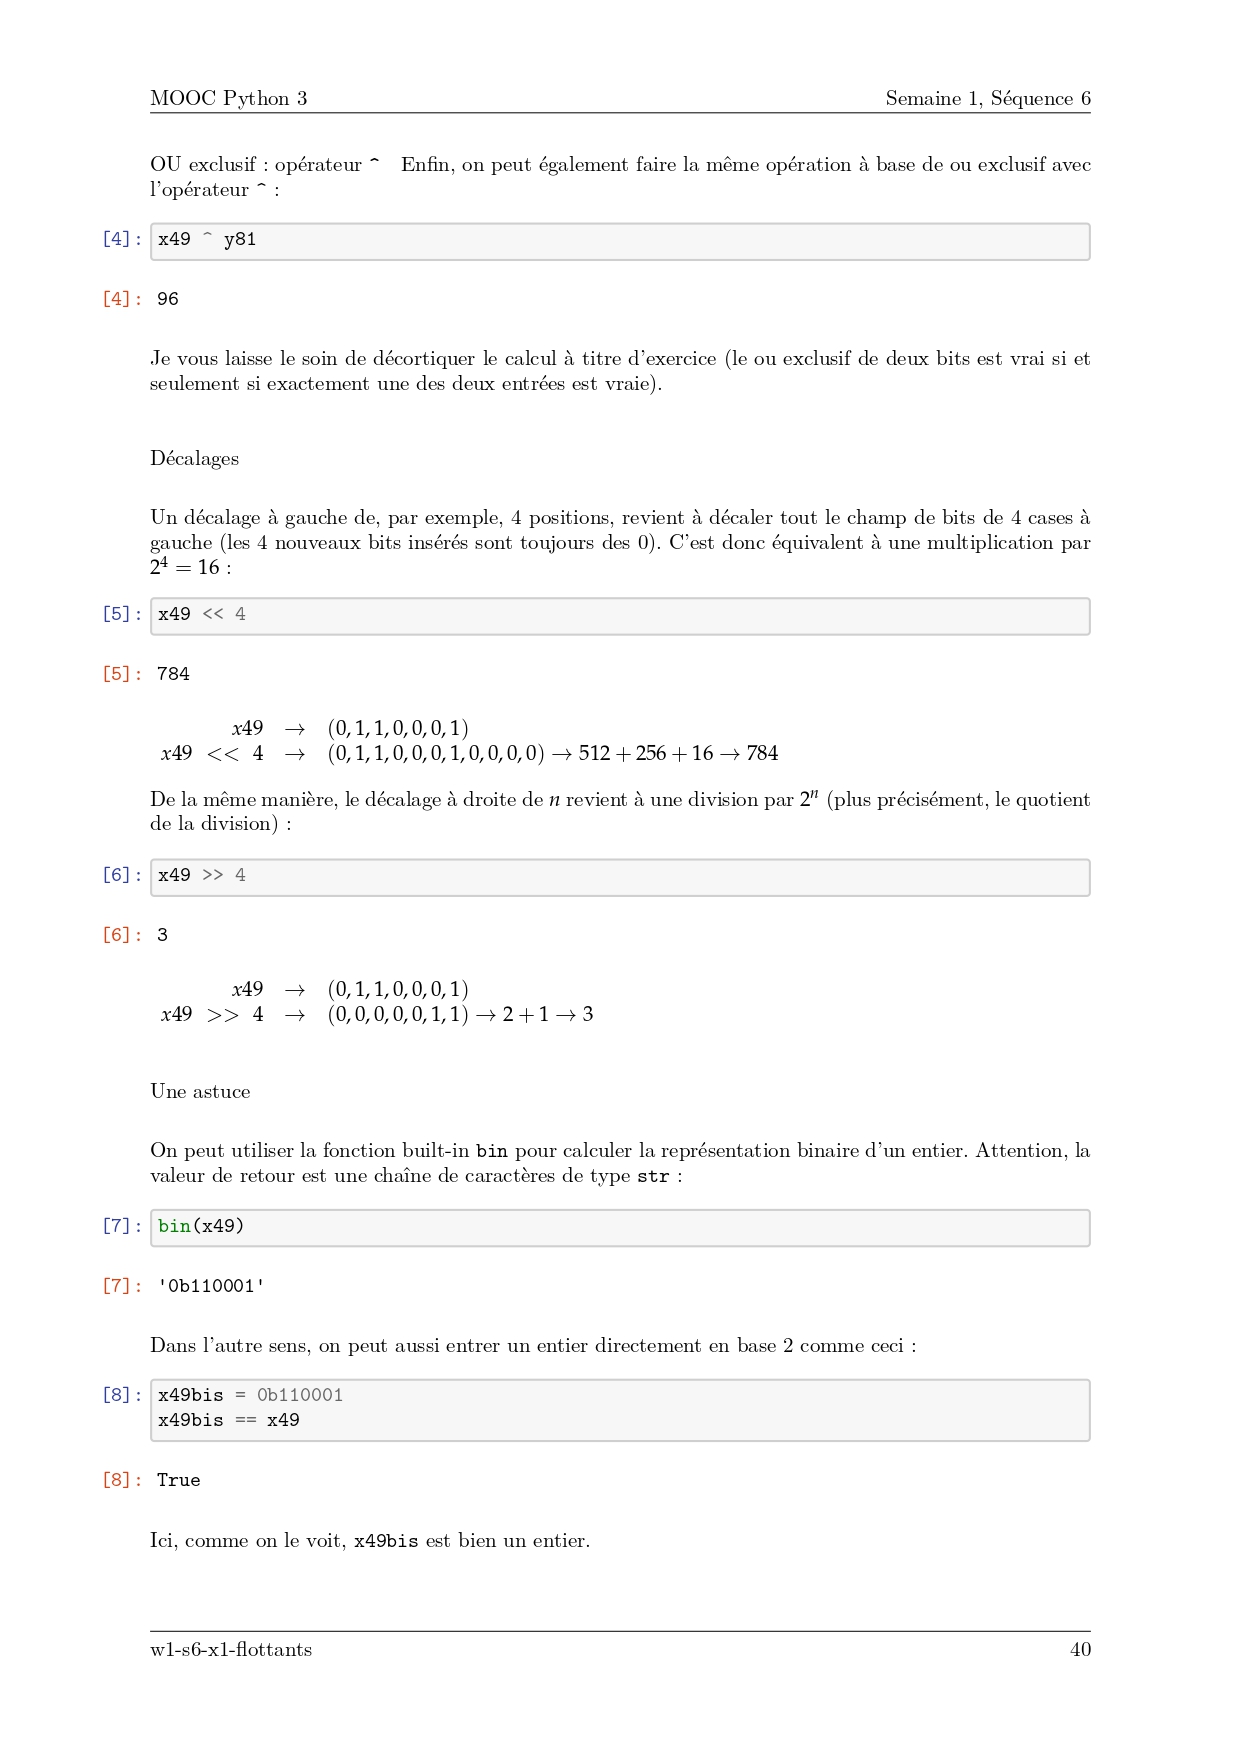 MOOC Python 3 Semaine 1, Séquence 6
OU exclusif : opérateur ^ Enfin, on peut également faire la même opération à base de ou exclusif avec
l'opérateur ^ :
[4]: x49 ^ y81
[4]: 96
Je vous laisse le soin de décortiquer le calcul à titre d'exercice (le ou exclusif de deux bits est vrai si et
seulement si exactement une des deux entrées est vraie).
Décalages
Un décalage à gauche de, par exemple, 4 positions, revient à décaler tout le champ de bits de 4 cases à
gauche (les 4 nouveaux bits insérés sont toujours des 0). C'est donc équivalent à une multiplication par
2⁴ = 16 :
[5]: x49 << 4
[5]: 784
x49 → (0, 1, 1, 0, 0, 0, 1)
x49 << 4 → (0, 1, 1, 0, 0, 0, 1, 0, 0, 0, 0) → 512 + 256 + 16 → 784
De la même manière, le décalage à droite de n revient à une division par 2ⁿ (plus précisément, le quotient
de la division) :
[6]: x49 >> 4
[6]: 3
x49 → (0, 1, 1, 0, 0, 0, 1)
x49 >> 4 → (0, 0, 0, 0, 0, 1, 1) → 2 + 1 → 3
Une astuce
On peut utiliser la fonction built-in bin pour calculer la représentation binaire d'un entier. Attention, la
valeur de retour est une chaîne de caractères de type str :
[7]: bin(x49)
[7]: '0b110001'
Dans l'autre sens, on peut aussi entrer un entier directement en base 2 comme ceci :
[8]: x49bis = 0b110001
x49bis == x49
[8]: True
Ici, comme on le voit, x49bis est bien un entier.
w1-s6-x1-flottants 40